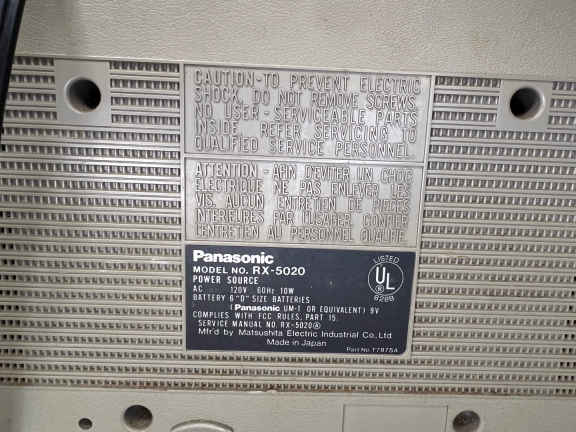 CAUTION-TO PREVENT ELECTRIC
SHOCK, DO NOT REMOVE SCREWS.
NO USER-SERVICEABLE PARTS
INSIDE. REFER SERVICING TO
QUALIFIED SERVICE PERSONNEL.
ATTENTION-AFIN D'EVITER UN CHOC
ELECTRIQUE NE PAS ENLEVER LES
VIS. AUCUN ENTRETIEN DE PIECES
INTERIEURES PAR L'USAGER. CONFIER
L'ENTRETIEN AU PERSONNEL QUALIFIE.
Panasonic
MODEL NO. RX-5020
POWER SOURCE
AC 120V 60Hz 10W
BATTERY 6"D" SIZE BATTERIES
(Panasonic UM-1 OR EQUIVALENT) 9V
COMPLIES WITH FCC RULES, PART 15.
SERVICE MANUAL NO. RX-5020Ⓐ
Mfr'd by Matsushita Electric Industrial Co., Ltd
Made in Japan
Part No. T7875A
LISTED
UL
®
628B